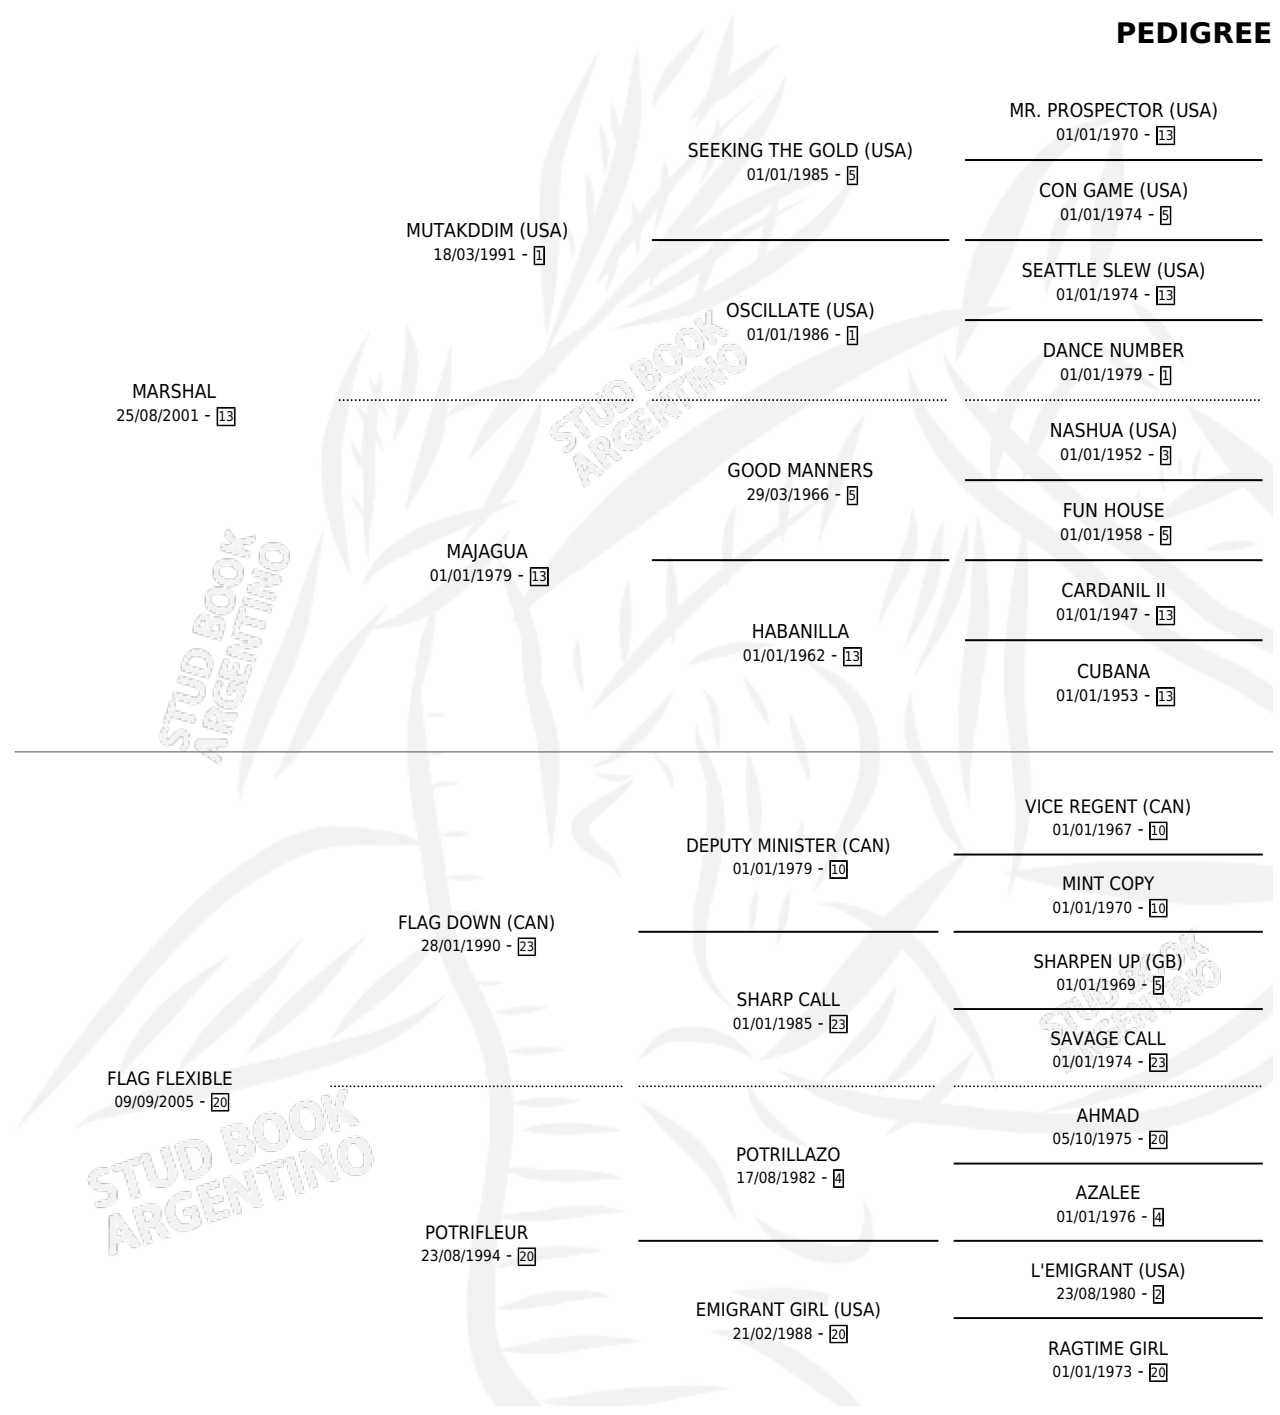 PEDIGREE
MR. PROSPECTOR (USA)
01/01/1970 - 13
SEEKING THE GOLD (USA)
01/01/1985 - 5
CON GAME (USA)
01/01/1974 - 5
MUTAKDDIM (USA)
18/03/1991 - 1
SEATTLE SLEW (USA)
01/01/1974 - 13
OSCILLATE (USA)
01/01/1986 - 1
DANCE NUMBER
01/01/1979 - 1
MARSHAL
25/08/2001 - 13
NASHUA (USA)
01/01/1952 - 3
GOOD MANNERS
29/03/1966 - 5
FUN HOUSE
01/01/1958 - 5
MAJAGUA
01/01/1979 - 13
CARDANIL II
01/01/1947 - 13
HABANILLA
01/01/1962 - 13
CUBANA
01/01/1953 - 13
VICE REGENT (CAN)
01/01/1967 - 10
DEPUTY MINISTER (CAN)
01/01/1979 - 10
MINT COPY
01/01/1970 - 10
FLAG DOWN (CAN)
28/01/1990 - 23
SHARPEN UP (GB)
01/01/1969 - 5
SHARP CALL
01/01/1985 - 23
SAVAGE CALL
01/01/1974 - 23
FLAG FLEXIBLE
09/09/2005 - 20
AHMAD
05/10/1975 - 20
POTRILLAZO
17/08/1982 - 4
AZALEE
01/01/1976 - 4
POTRIFLEUR
23/08/1994 - 20
L'EMIGRANT (USA)
23/08/1980 - 2
EMIGRANT GIRL (USA)
21/02/1988 - 20
RAGTIME GIRL
01/01/1973 - 20
STUD BOOK
ARGENTINO
STUD BOOK
ARGENTINO
STUD BOOK
ARGENTINO
STUD BOOK
ARGENTINO